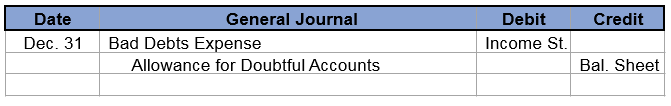 Date General Journal Debit Credit
Dec. 31 Bad Debts Expense Income St.
Allowance for Doubtful Accounts Bal. Sheet